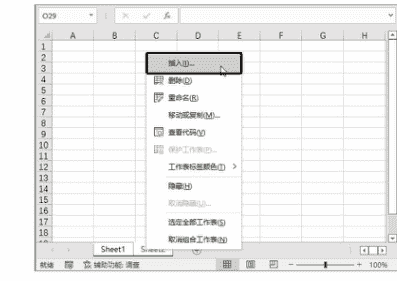 O29
fx
A B C D E F G H
1
2
3
4
5
6
7
8
9
10
11
12
13
14
15
16
17
18
插入(I)...
删除(D)
重命名(R)
移动或复制(M)...
查看代码(V)
保护工作表(P)...
工作表标签颜色(T)
隐藏(H)
取消隐藏(U)...
选定全部工作表(S)
取消组合工作表(N)
Sheet1
就绪 辅助功能: 调查 100%